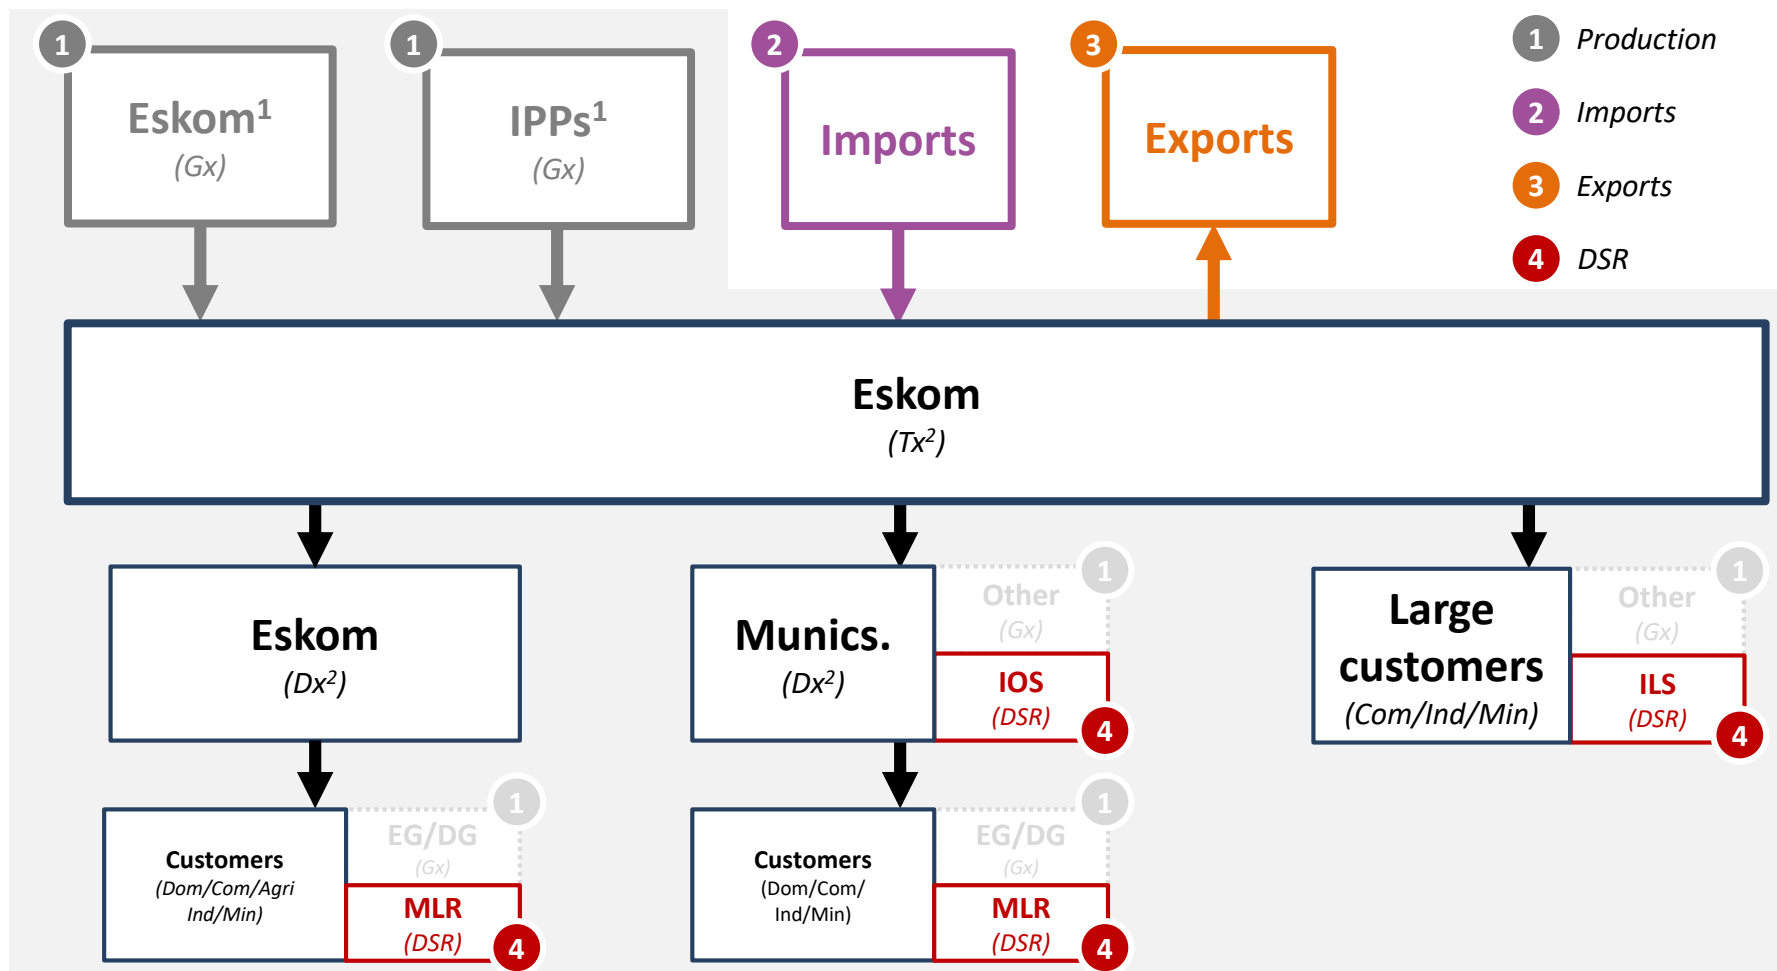 1
Eskom¹
(Gx)
1
IPPs¹
(Gx)
2
Imports
3
Exports
1 Production
2 Imports
3 Exports
4 DSR
Eskom
(Tx²)
Eskom
(Dx²)
Munics.
(Dx²)
1
Other
(Gx)
IOS
(DSR)
4
Large
customers
(Com/Ind/Min)
1
Other
(Gx)
ILS
(DSR)
4
Customers
(Dom/Com/Agri
Ind/Min)
1
EG/DG
(Gx)
MLR
(DSR)
4
Customers
(Dom/Com/
Ind/Min)
1
EG/DG
(Gx)
MLR
(DSR)
4